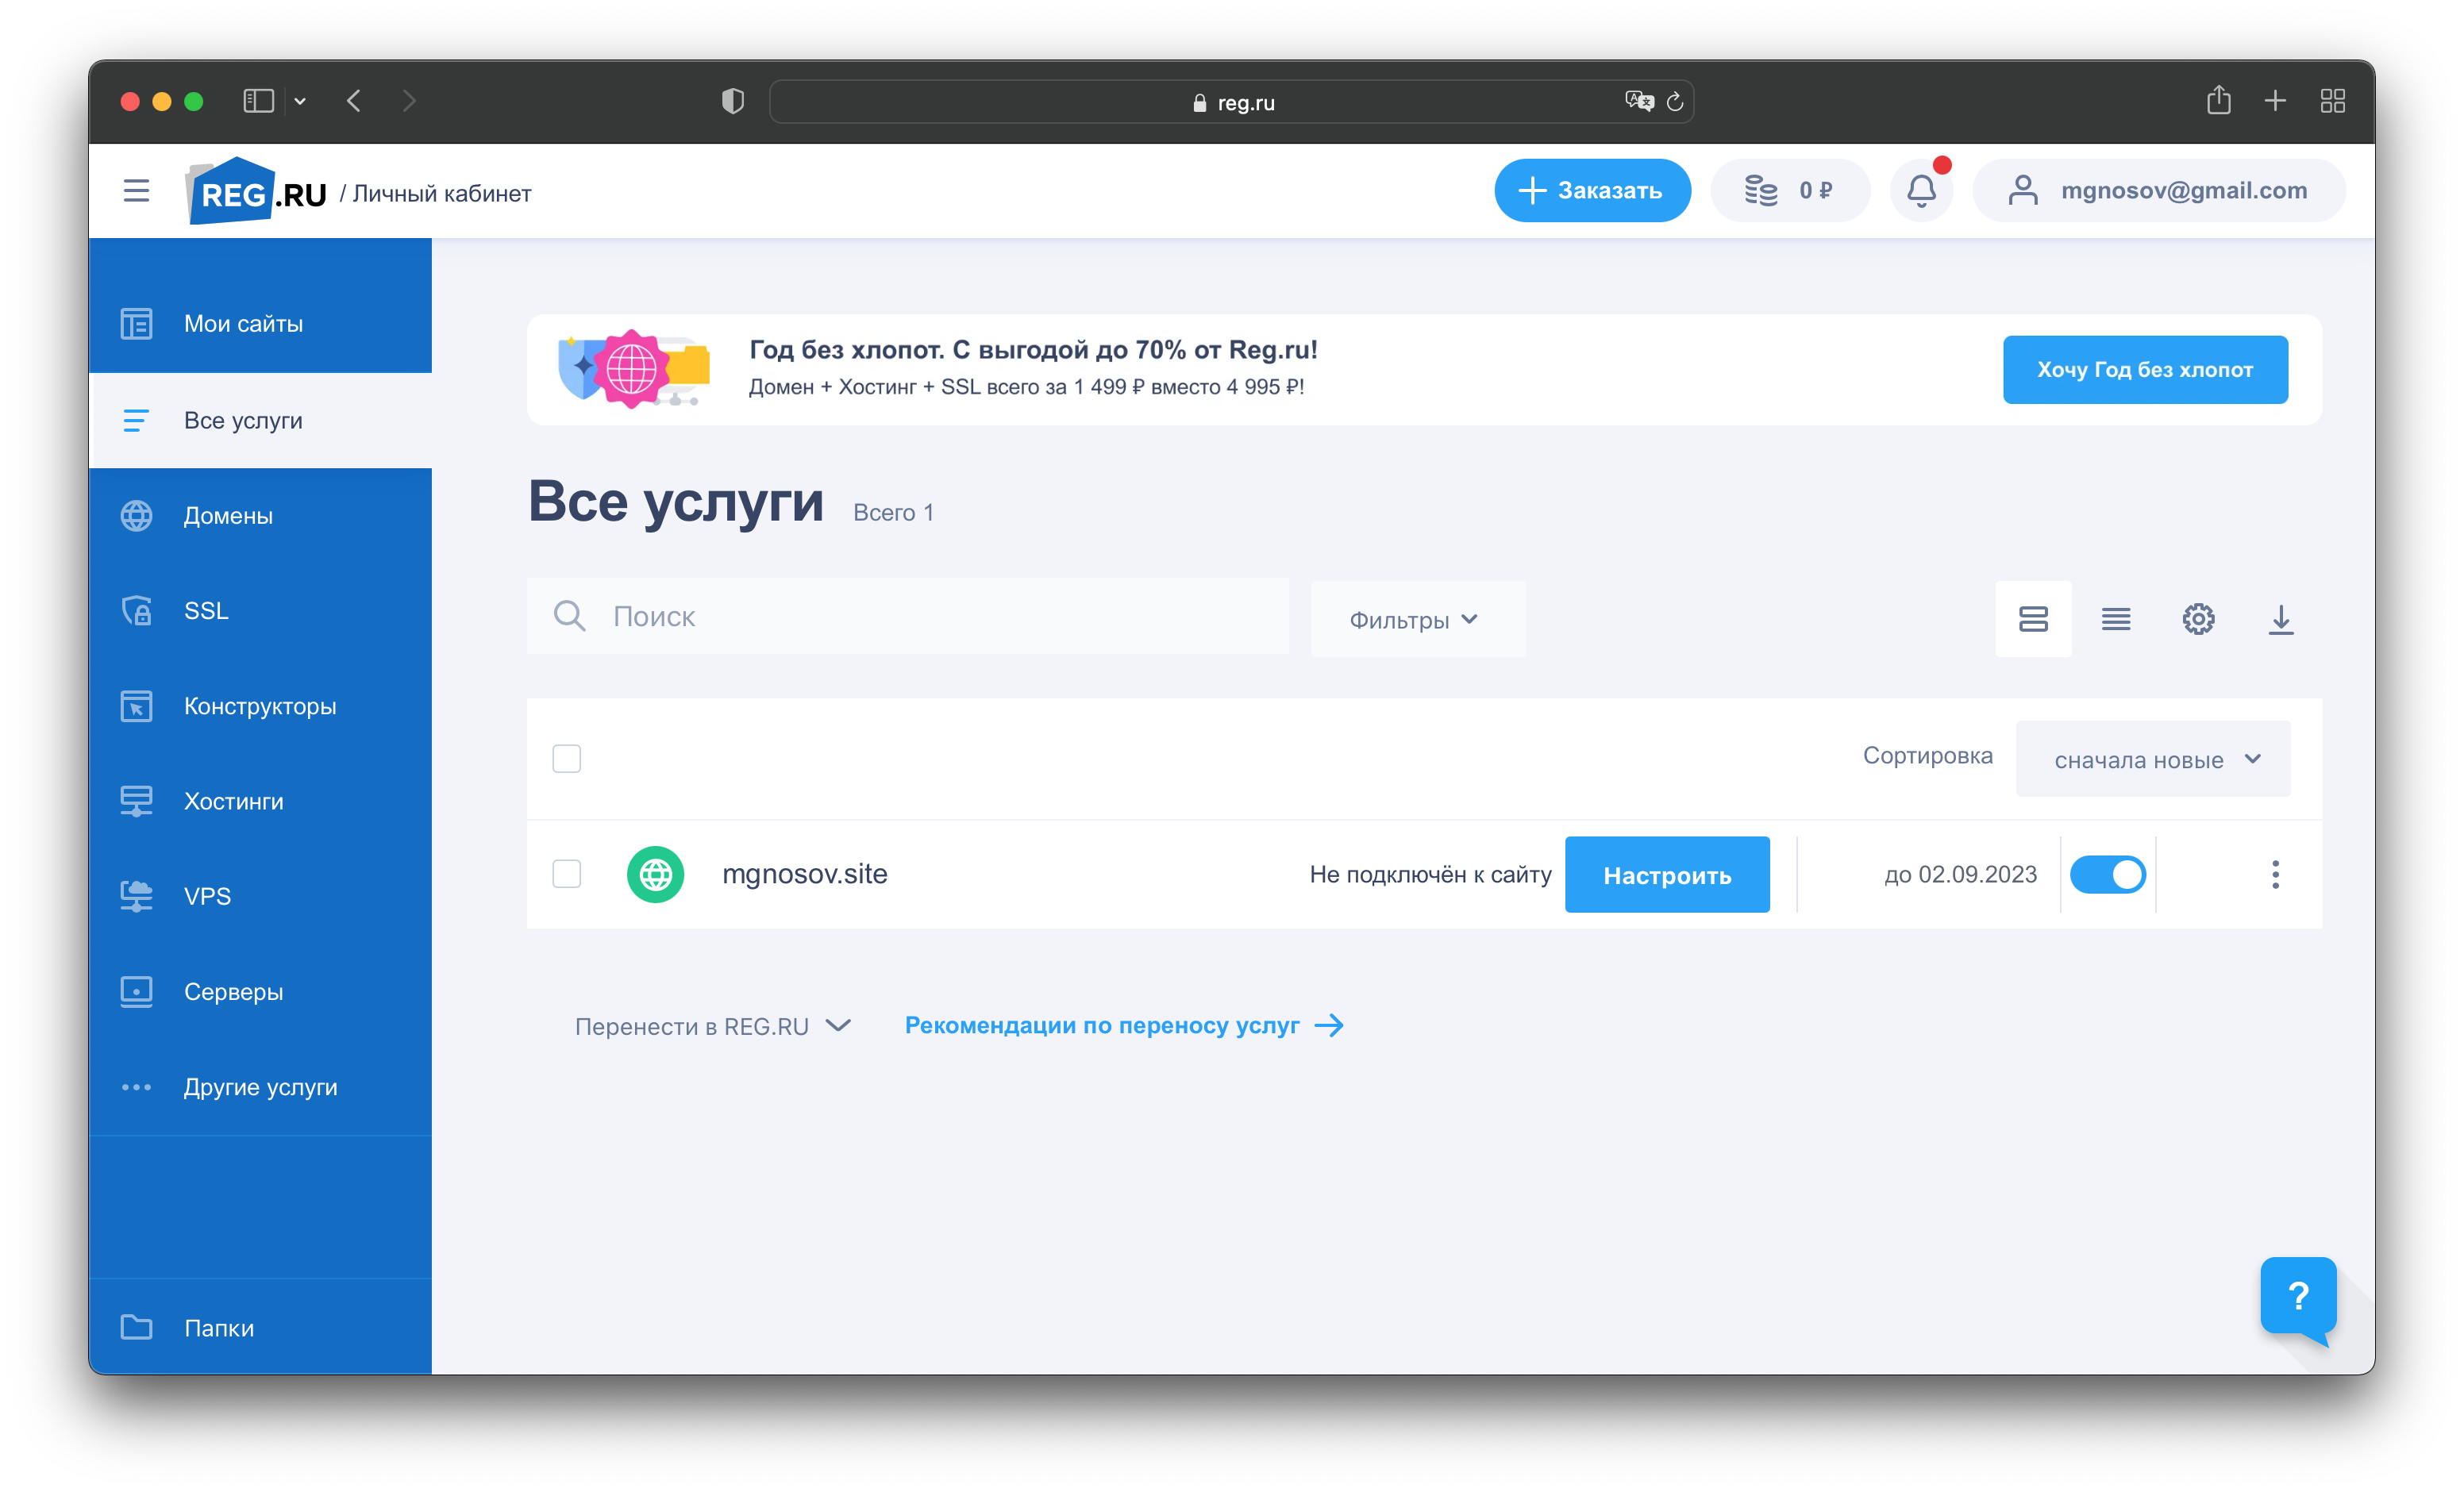 reg.ru
REG.RU / Личный кабинет
Заказать
0 ₽
mgnosov@gmail.com
Мои сайты
Все услуги
Домены
SSL
Конструкторы
Хостинги
VPS
Серверы
Другие услуги
Папки
Год без хлопот. С выгодой до 70% от Reg.ru!
Домен + Хостинг + SSL всего за 1 499 ₽ вместо 4 995 ₽!
Хочу Год без хлопот
Все услуги Всего 1
Поиск
Фильтры
Сортировка сначала новые
mgnosov.site Не подключён к сайту Настроить до 02.09.2023
Перенести в REG.RU Рекомендации по переносу услуг →
?